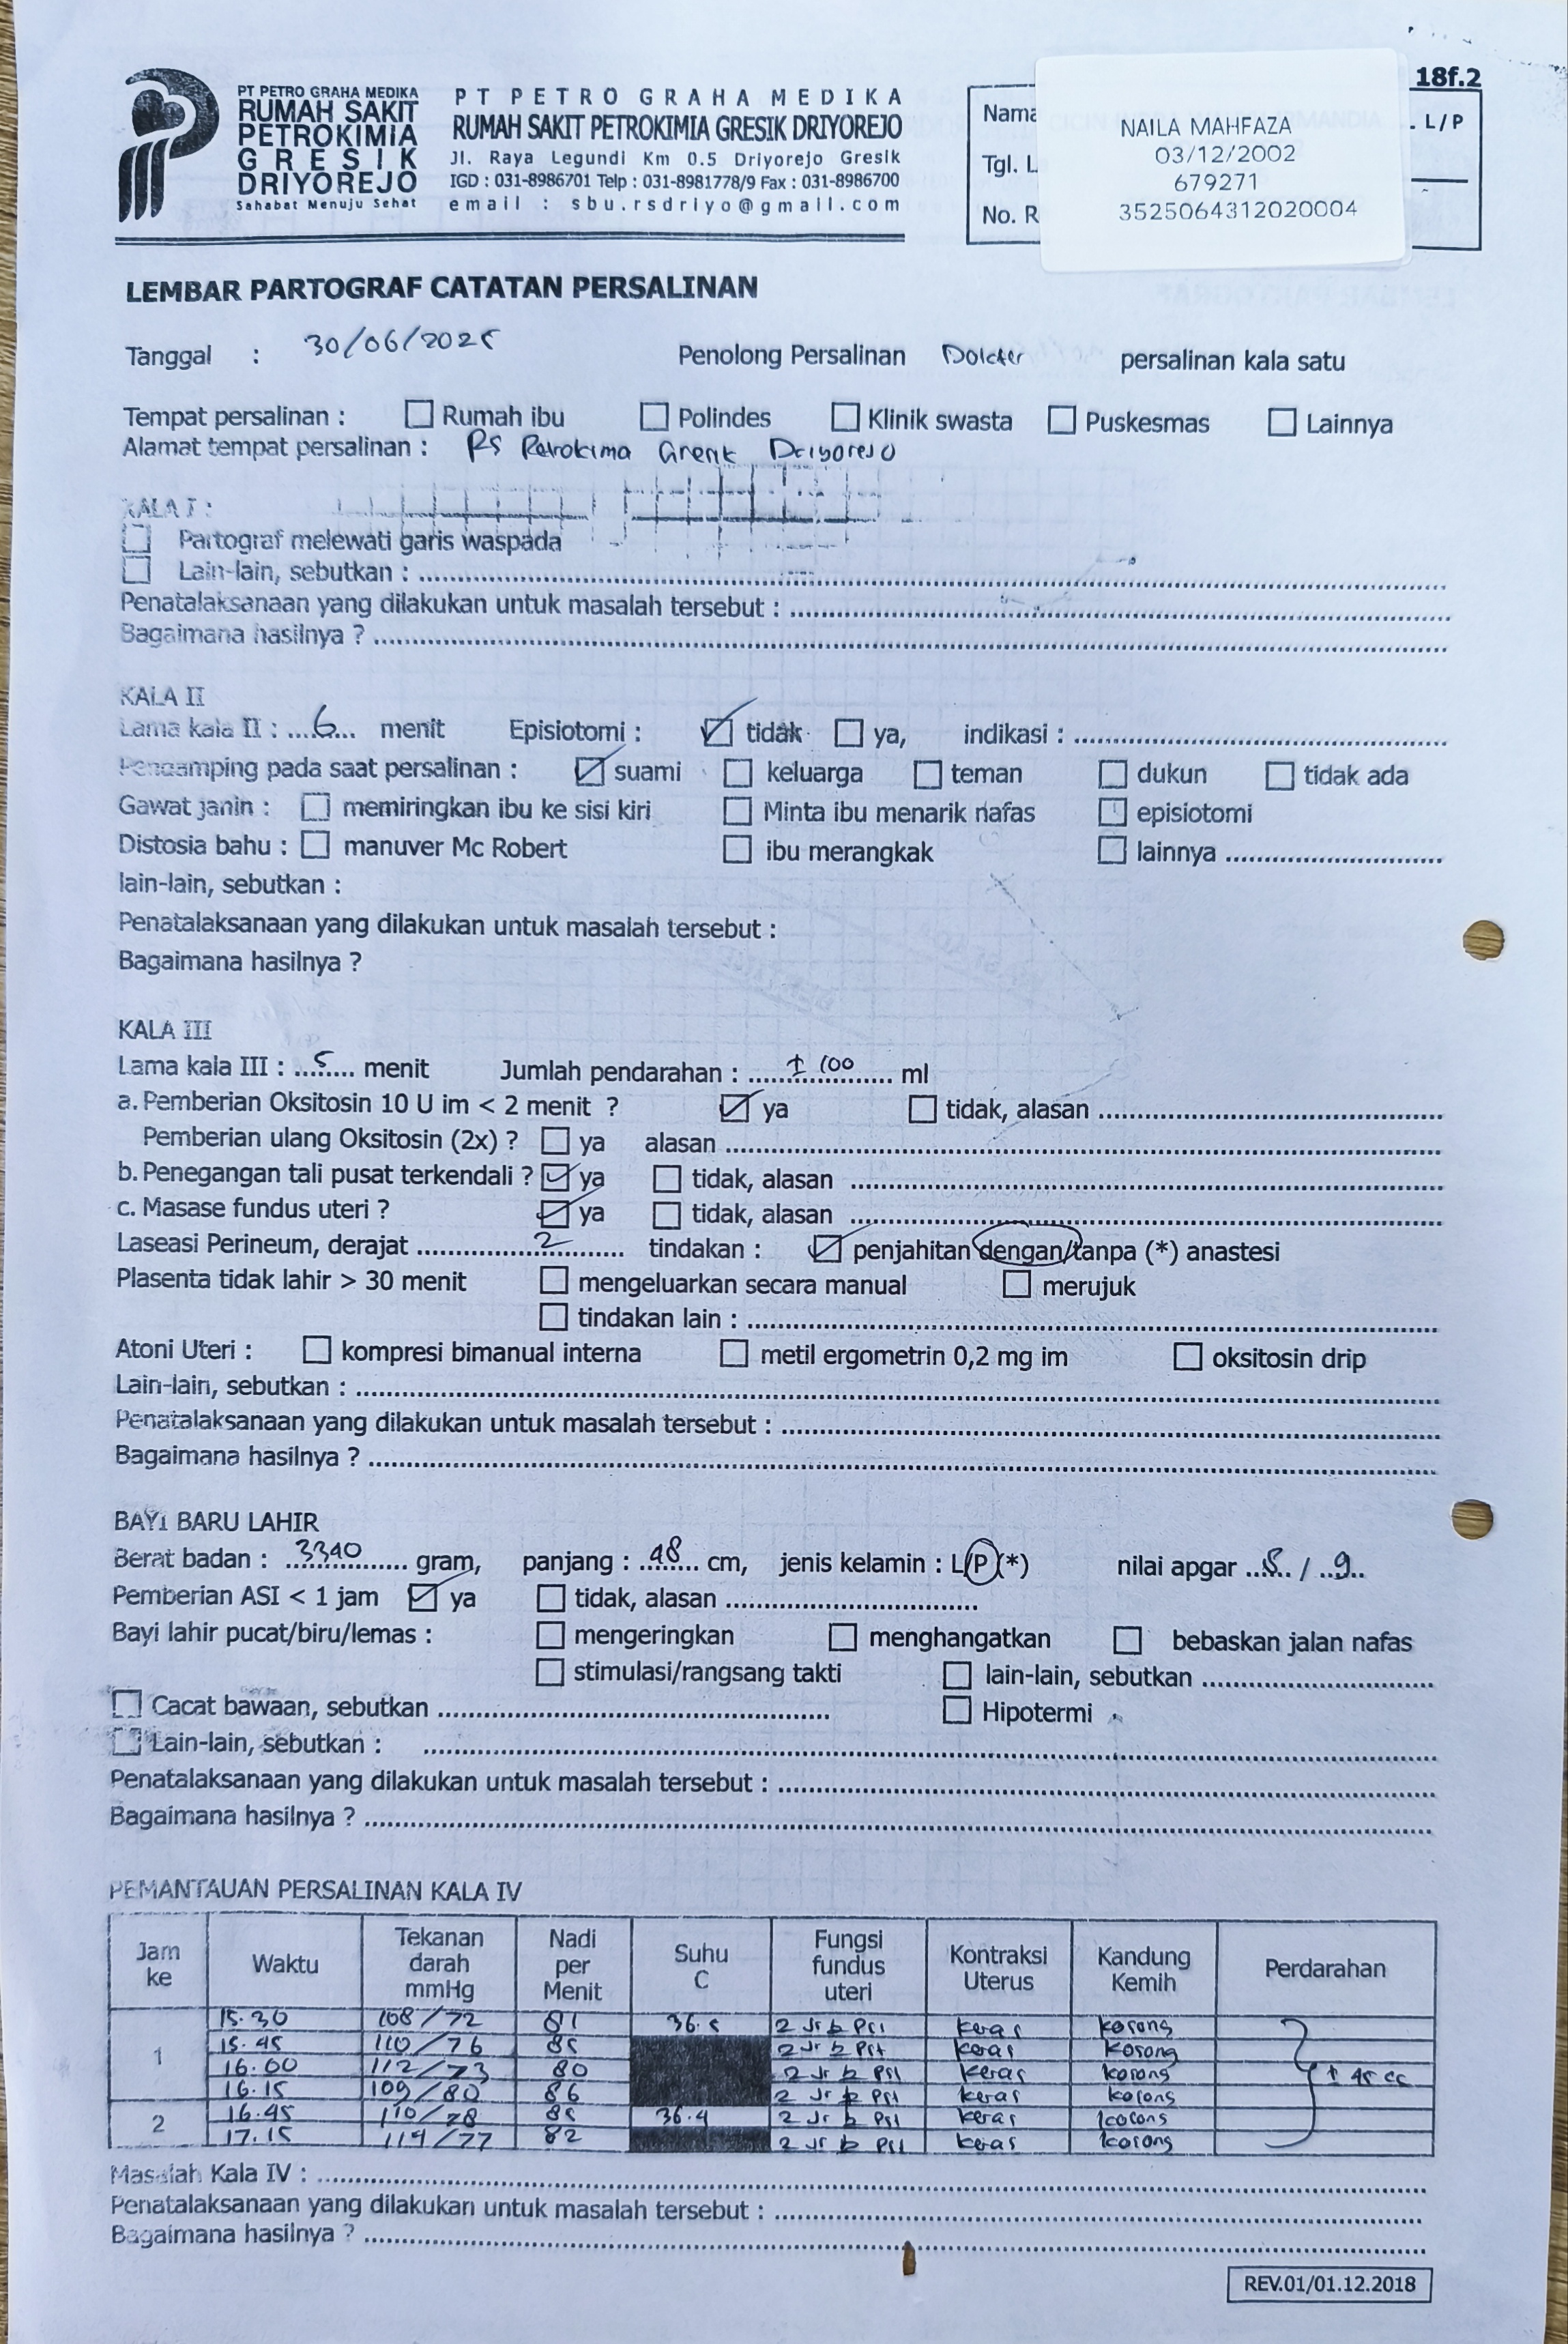 18f.2
PT PETRO GRAHA MEDIKA
RUMAH SAKIT
PETROKIMIA
GRESIK
DRIYOREJO
Sahabat Menuju Sehat
PT PETRO GRAHA MEDIKA
RUMAH SAKIT PETROKIMIA GRESIK DRIYOREJO
Jl. Raya Legundi Km 0.5 Driyorejo Gresik
IGD : 031-8986701 Telp : 031-8981778/9 Fax : 031-8986700
email : sbu.rsdriyo@gmail.com
Nama
Tgl. L
No. R
. L / P
NAILA MAHFAZA
03/12/2002
679271
3525064312020004
LEMBAR PARTOGRAF CATATAN PERSALINAN
Tanggal : 30/06/2025 Penolong Persalinan Dokter persalinan kala satu
Tempat persalinan : Rumah ibu Polindes Klinik swasta Puskesmas Lainnya
Alamat tempat persalinan : RS Petrokima Gresik Driyorejo
KALA I :
Partograf melewati garis waspada
Lain-lain, sebutkan :
Penatalaksanaan yang dilakukan untuk masalah tersebut :
Bagaimana hasilnya ?
KALA II
Lama kala II : 6 menit Episiotomi : tidak ya, indikasi :
Pengamping pada saat persalinan : suami keluarga teman dukun tidak ada
Gawat janin : memiringkan ibu ke sisi kiri Minta ibu menarik nafas episiotomi
Distosia bahu : manuver Mc Robert ibu merangkak lainnya
lain-lain, sebutkan :
Penatalaksanaan yang dilakukan untuk masalah tersebut :
Bagaimana hasilnya ?
KALA III
Lama kala III : 5 menit Jumlah pendarahan : ± 100 ml
a. Pemberian Oksitosin 10 U im < 2 menit ? ya tidak, alasan
Pemberian ulang Oksitosin (2x) ? ya alasan
b. Penegangan tali pusat terkendali ? ya tidak, alasan
c. Masase fundus uteri ? ya tidak, alasan
Laseasi Perineum, derajat 2 tindakan : penjahitan dengan/tanpa (*) anastesi
Plasenta tidak lahir > 30 menit mengeluarkan secara manual merujuk
tindakan lain :
Atoni Uteri : kompresi bimanual interna metil ergometrin 0,2 mg im oksitosin drip
Lain-lain, sebutkan :
Penatalaksanaan yang dilakukan untuk masalah tersebut :
Bagaimana hasilnya ?
BAYI BARU LAHIR
Berat badan : 3340 gram, panjang : 48 cm, jenis kelamin : L/P (*) nilai apgar 8 / 9
Pemberian ASI < 1 jam ya tidak, alasan
Bayi lahir pucat/biru/lemas : mengeringkan menghangatkan bebaskan jalan nafas
stimulasi/rangsang takti lain-lain, sebutkan
Cacat bawaan, sebutkan Hipotermi
Lain-lain, sebutkan :
Penatalaksanaan yang dilakukan untuk masalah tersebut :
Bagaimana hasilnya ?
PEMANTAUAN PERSALINAN KALA IV
Jam ke Waktu Tekanan darah mmHg Nadi per Menit Suhu C Fungsi fundus uteri Kontraksi Uterus Kandung Kemih Perdarahan
1 15.30 108/72 81 36.5 2 Jr b Pst keras kosong
15.45 110/76 85 2 Jr b Pst keras kosong
16.00 112/73 80 2 Jr b Pst keras kosong ± 45 cc
16.15 109/80 86 2 Jr b Pst keras kosong
2 16.45 110/78 85 36.4 2 Jr b Pst keras kosong
17.15 114/77 82 2 Jr b Pst keras kosong
Masalah Kala IV :
Penatalaksanaan yang dilakukan untuk masalah tersebut :
Bagaimana hasilnya ?
REV.01/01.12.2018